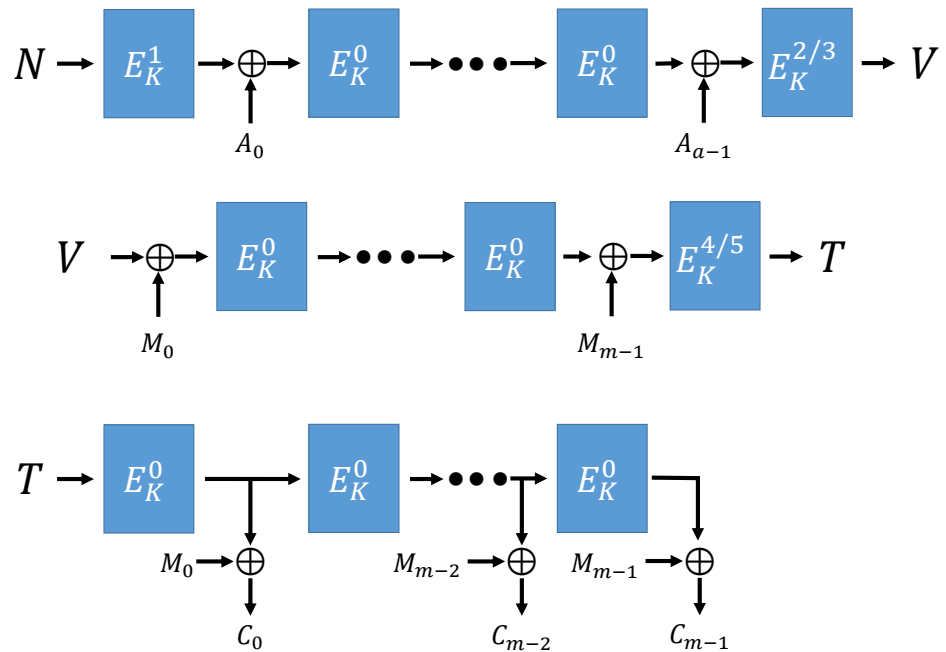 N E_K^1 ⊕ E_K^0 ••• E_K^0 ⊕ E_K^{2/3} V
A_0 A_{a-1}
V ⊕ E_K^0 ••• E_K^0 ⊕ E_K^{4/5} T
M_0 M_{m-1}
T E_K^0 E_K^0 ••• E_K^0
M_0 ⊕ M_{m-2} ⊕ M_{m-1} ⊕
C_0 C_{m-2} C_{m-1}